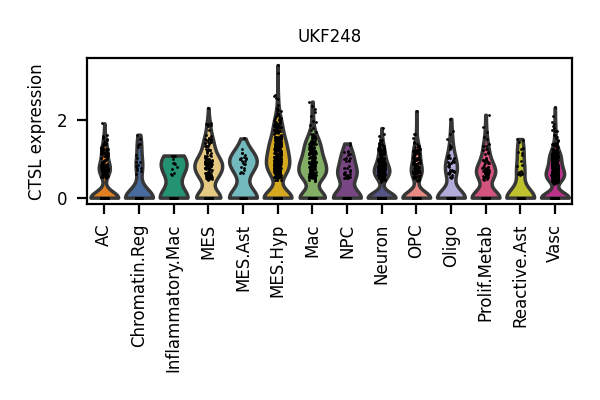 UKF248
CTSL expression
2
0
AC
Chromatin.Reg
Inflammatory.Mac
MES
MES.Ast
MES.Hyp
Mac
NPC
Neuron
OPC
Oligo
Prolif.Metab
Reactive.Ast
Vasc